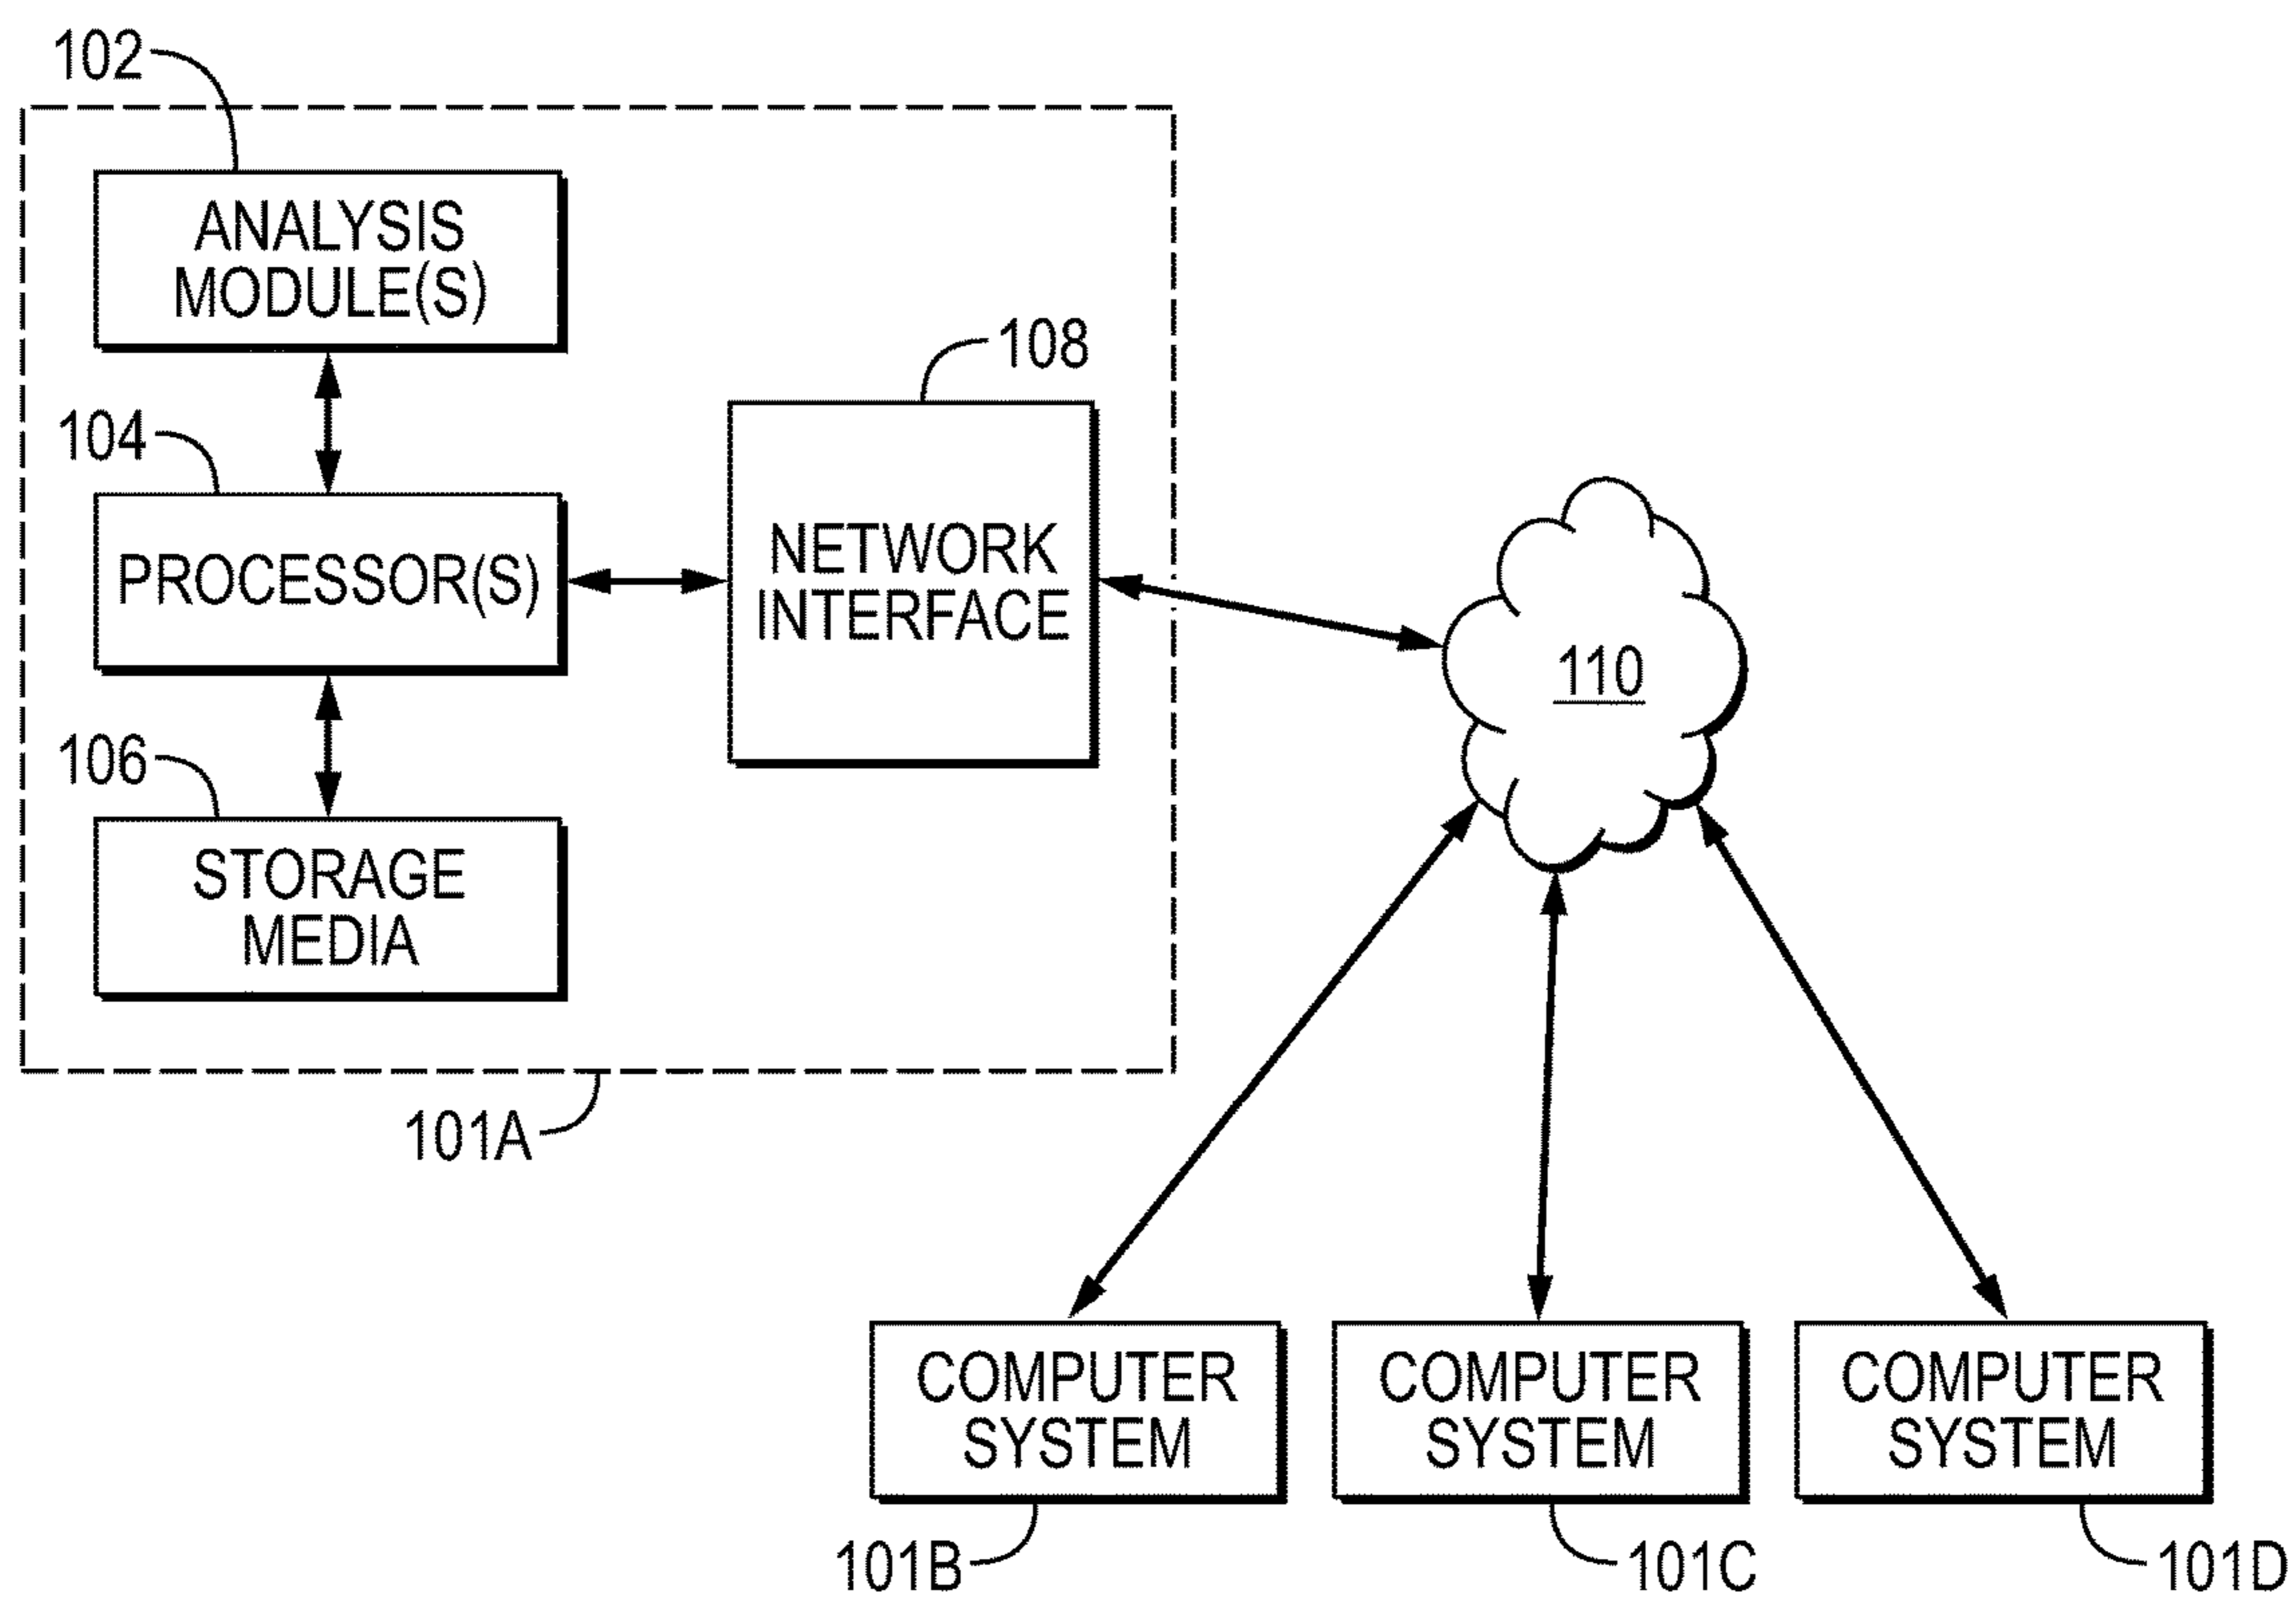 102
ANALYSIS
MODULE(S)
108
104
PROCESSOR(S)
NETWORK
INTERFACE
110
106
STORAGE
MEDIA
101A
COMPUTER
SYSTEM
COMPUTER
SYSTEM
COMPUTER
SYSTEM
101B
101C
101D